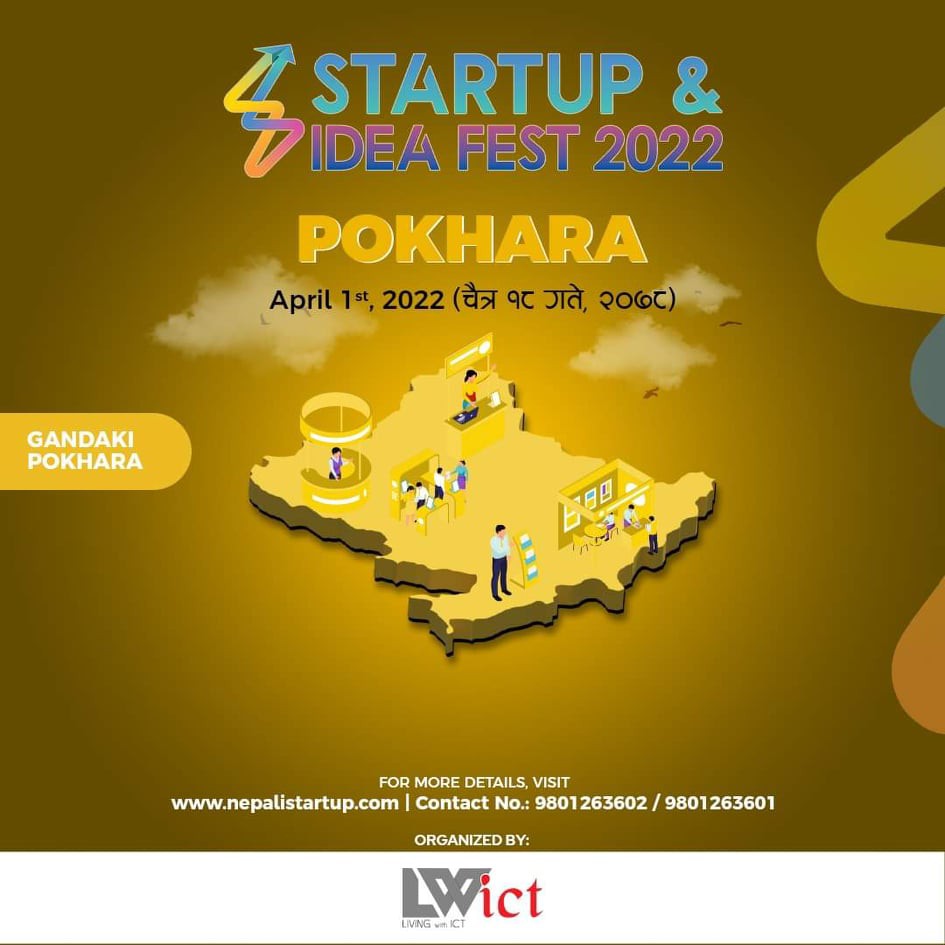 STARTUP &
IDEA FEST 2022
POKHARA
April 1st, 2022 (चैत्र १८ गते, २०७८)
GANDAKI
POKHARA
FOR MORE DETAILS, VISIT
www.nepalistartup.com | Contact No.: 9801263602 / 9801263601
ORGANIZED BY:
LWict
LIVING with ICT